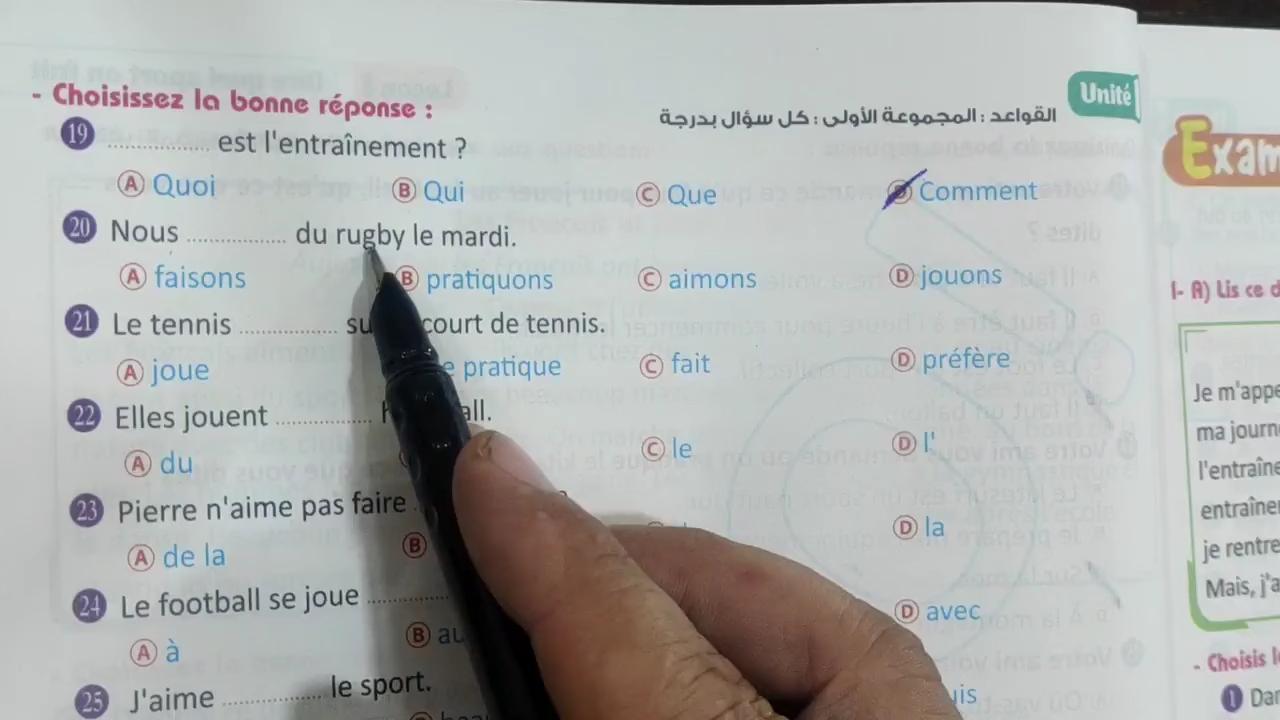 - Choisissez la bonne réponse :
القواعد : المجموعة الأولى : كل سؤال بدرجة
Unité
19 ............... est l'entraînement ?
A Quoi B Qui C Que D Comment
20 Nous ............... du rugby le mardi.
A faisons B pratiquons C aimons D jouons
21 Le tennis ............... court de tennis.
A joue pratique C fait D préfère
22 Elles jouent ...............
A du C le D l'
23 Pierre n'aime pas faire
A de la B D la
24 Le football se joue ...............
A à B D avec
25 J'aime ............... le sport.
Exam
I- A) Lis ce d
Je m'appe
ma journ
l'entraîne
entraîner
je rentre
Mais, j'a
- Choisis l
1 Dan